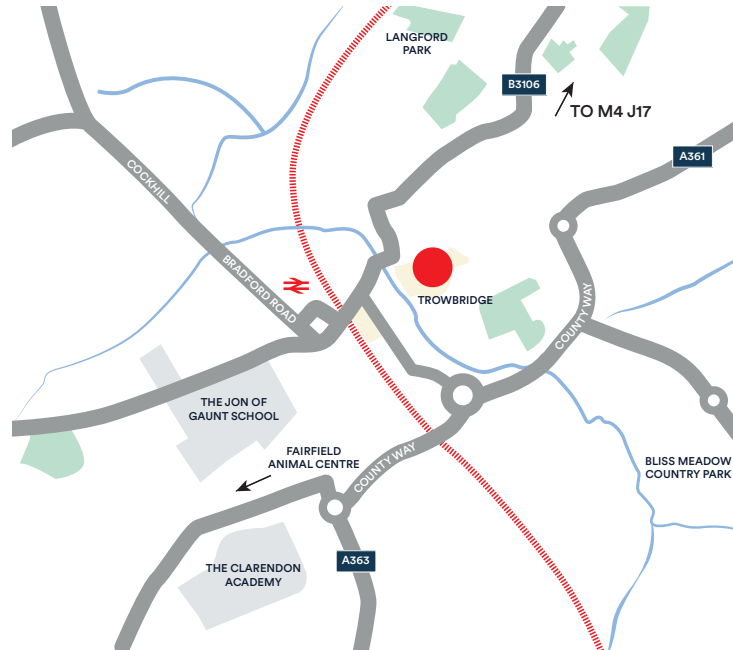 LANGFORD
PARK
B3106
TO M4 J17
A361
COCKHILL
BRADFORD ROAD
TROWBRIDGE
COUNTY WAY
THE JON OF
GAUNT SCHOOL
FAIRFIELD
ANIMAL CENTRE
COUNTY WAY
BLISS MEADOW
COUNTRY PARK
A363
THE CLARENDON
ACADEMY